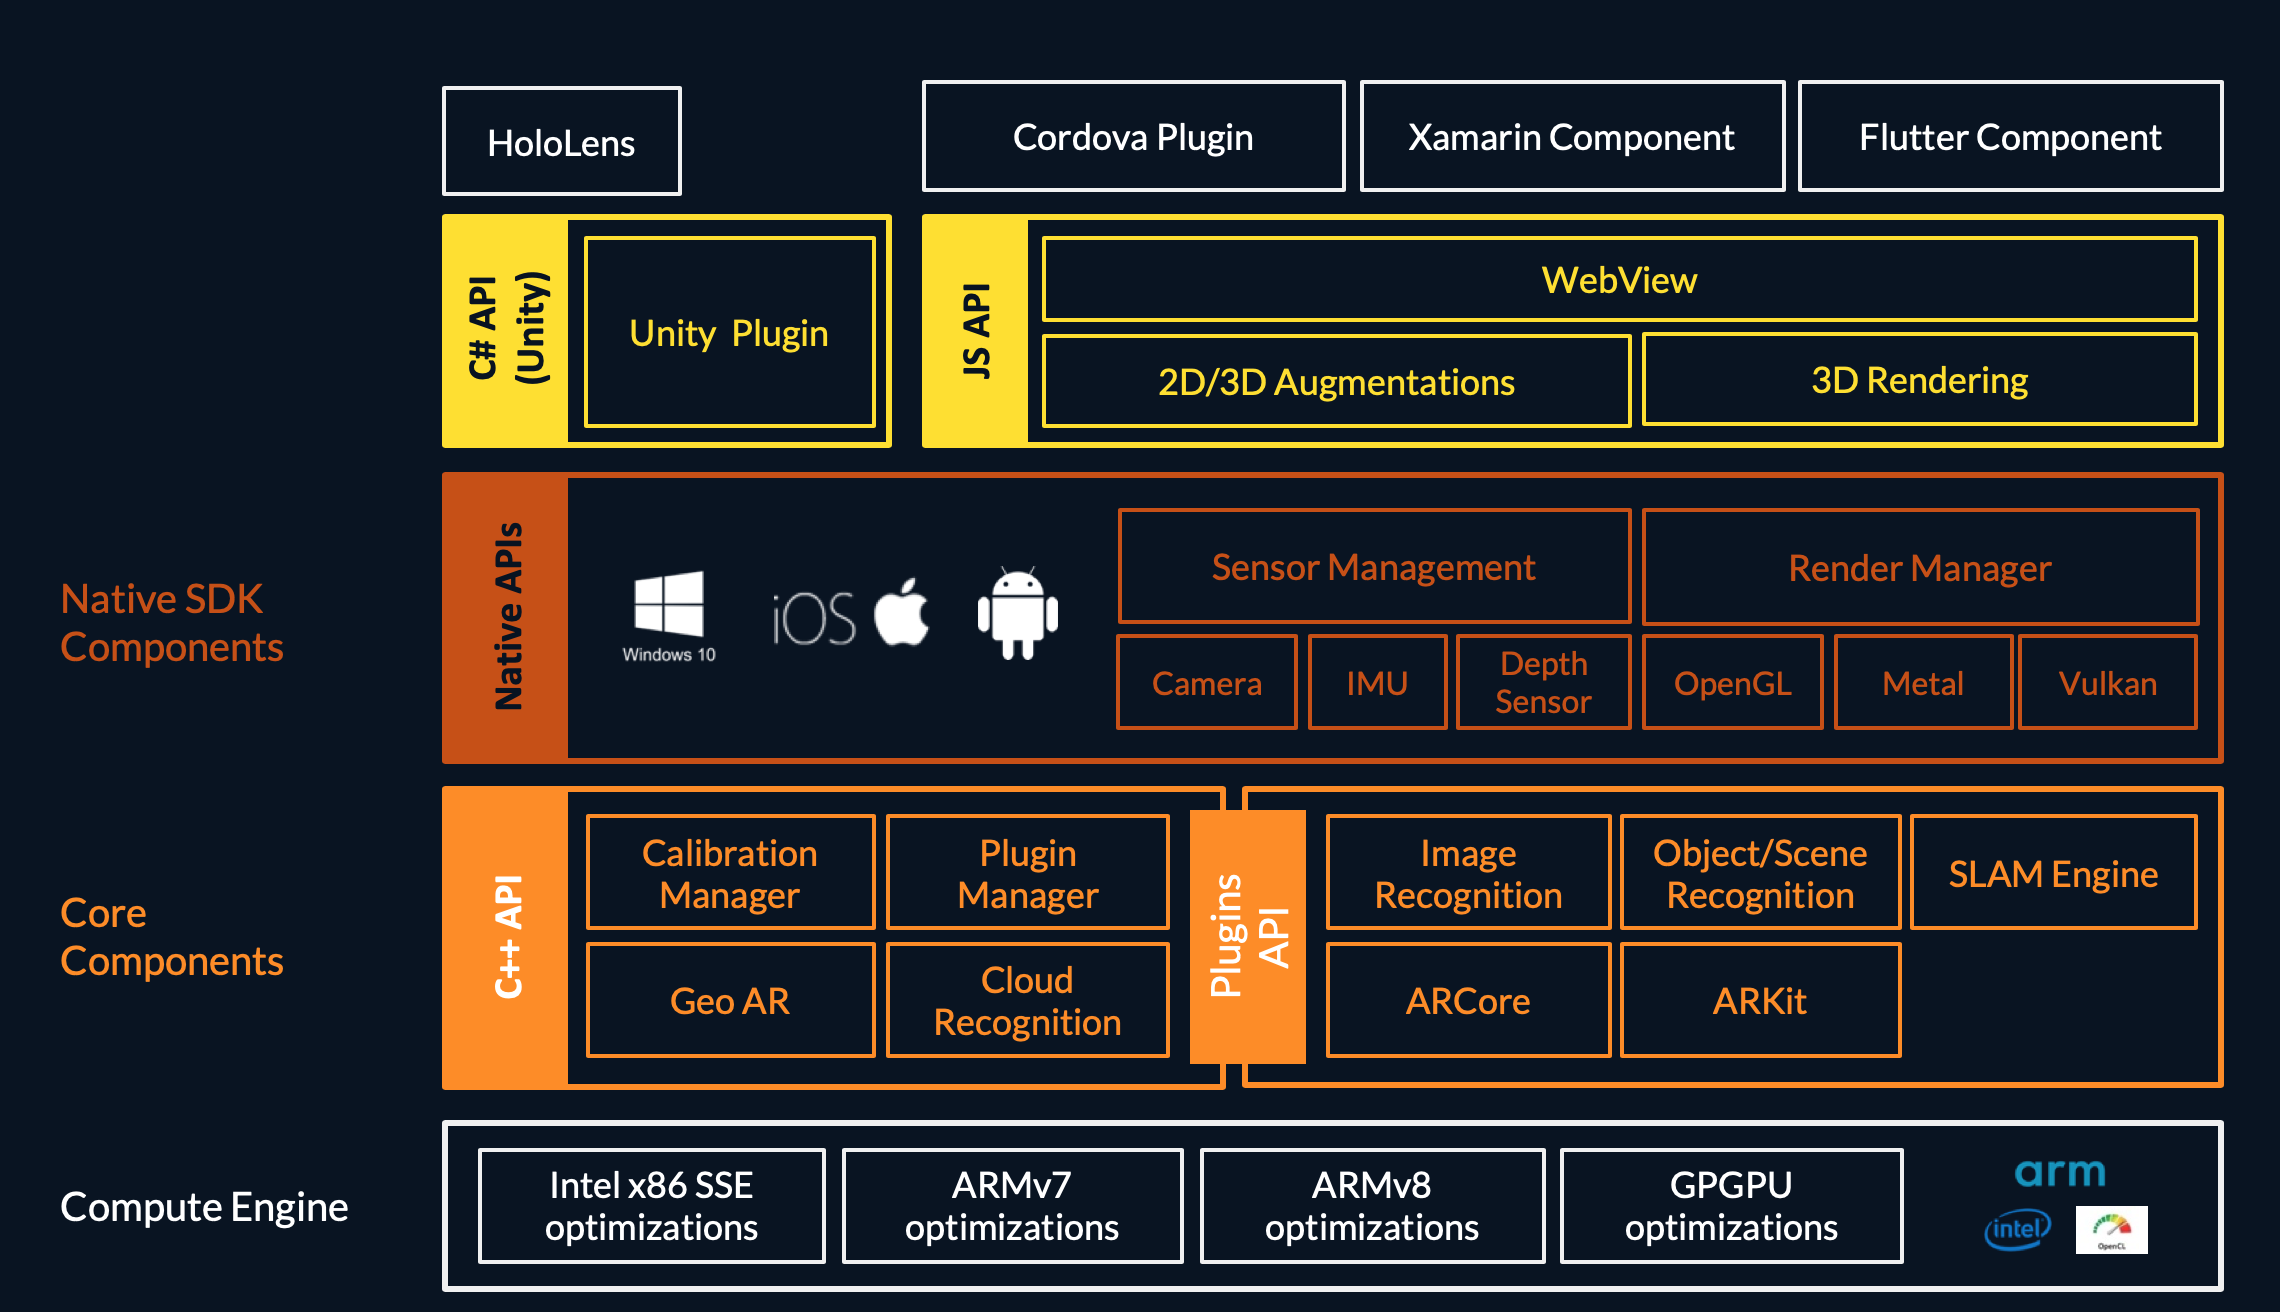 HoloLens
Cordova Plugin
Xamarin Component
Flutter Component
C# API
(Unity)
Unity Plugin
JS API
WebView
2D/3D Augmentations
3D Rendering
Native SDK
Components
Native APIs
Windows 10
iOS
Sensor Management
Render Manager
Camera
IMU
Depth
Sensor
OpenGL
Metal
Vulkan
Core
Components
C++ API
Calibration
Manager
Plugin
Manager
Geo AR
Cloud
Recognition
Plugins
API
Image
Recognition
Object/Scene
Recognition
SLAM Engine
ARCore
ARKit
Compute Engine
Intel x86 SSE
optimizations
ARMv7
optimizations
ARMv8
optimizations
GPGPU
optimizations
arm
intel
OpenCL